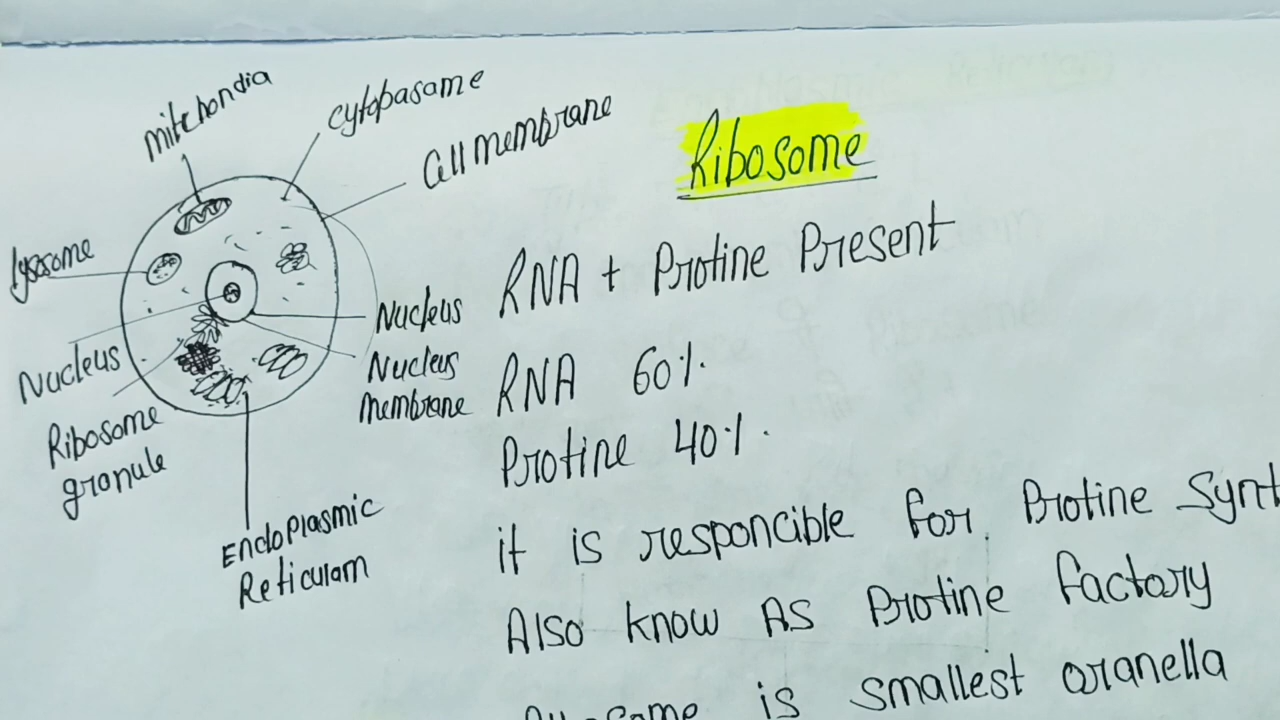 mitchondia
cytopasame
Cell membrane
lysosome
Nucleus
Nucleus
Nucleus
membrane
Ribosome
granule
Endoplasmic
Reticulam
Ribosome
RNA + Protine Present
RNA 60%.
Protine 40%.
it is responcible for Protine Synt
Also know As Protine factory
is smallest oranella